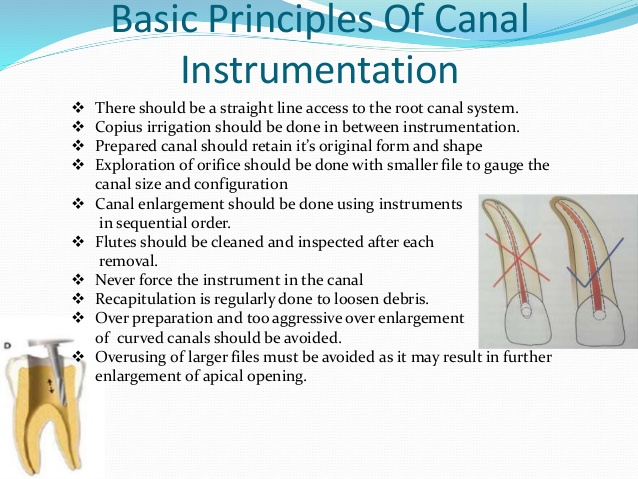 Basic Principles Of Canal
Instrumentation
❖ There should be a straight line access to the root canal system.
❖ Copius irrigation should be done in between instrumentation.
❖ Prepared canal should retain it's original form and shape
❖ Exploration of orifice should be done with smaller file to gauge the
canal size and configuration
❖ Canal enlargement should be done using instruments
in sequential order.
❖ Flutes should be cleaned and inspected after each
removal.
❖ Never force the instrument in the canal
❖ Recapitulation is regularly done to loosen debris.
❖ Over preparation and too aggressive over enlargement
of curved canals should be avoided.
❖ Overusing of larger files must be avoided as it may result in further
enlargement of apical opening.
D